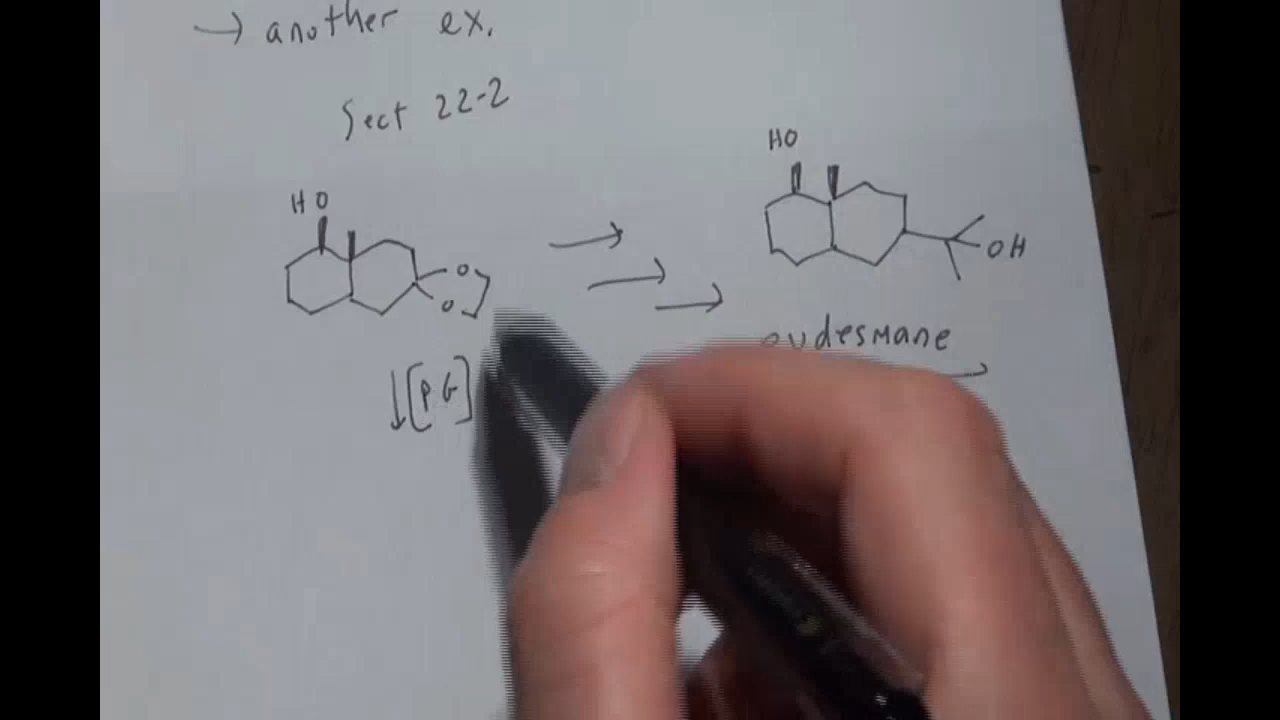 → another ex.
Sect 22-2
HO
HO
O
O
OH
eudesmane
↓[PG]